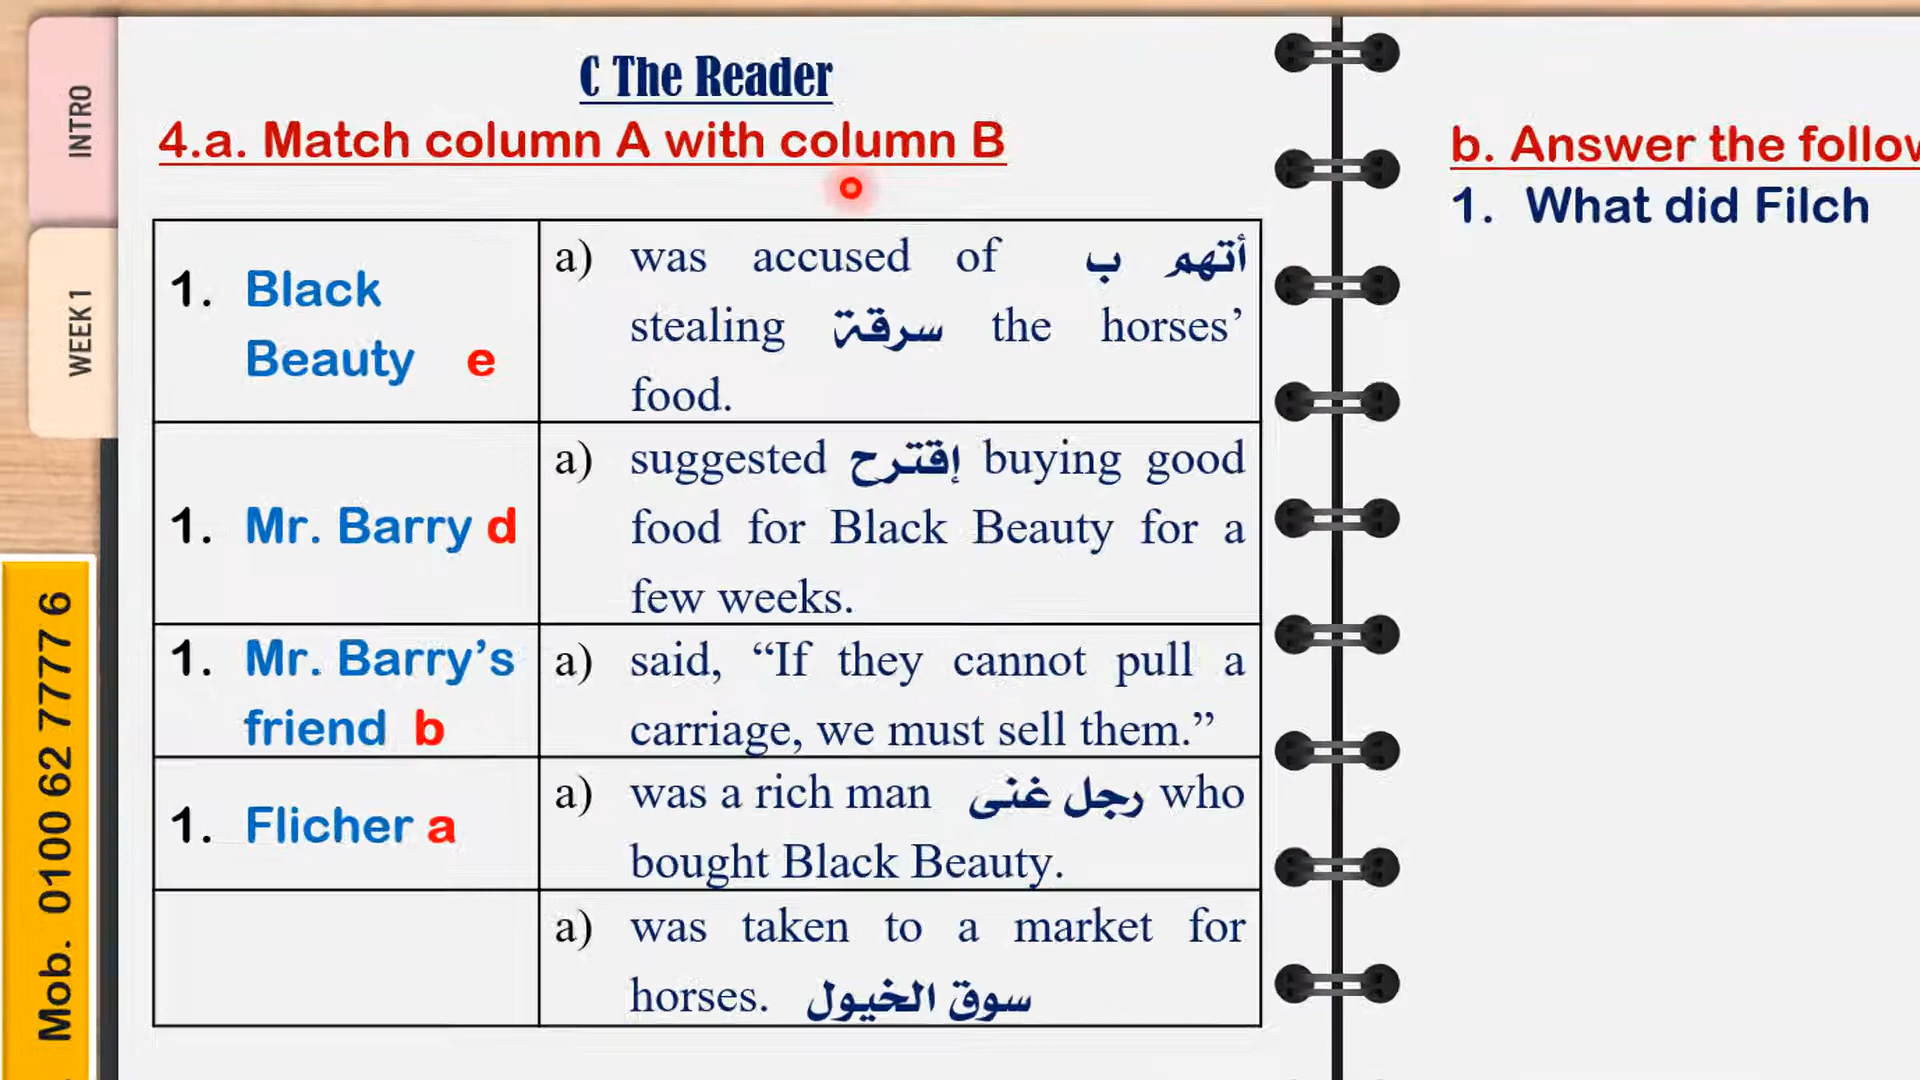 INTRO
WEEK 1
Mob. 0100 62 7777 6
C The Reader
4.a. Match column A with column B
1. Black
Beauty e
a) was accused of أتهم ب
stealing سرقة the horses’
food.
1. Mr. Barry d
a) suggested إقترح buying good
food for Black Beauty for a
few weeks.
1. Mr. Barry’s
friend b
a) said, “If they cannot pull a
carriage, we must sell them.”
1. Flicher a
a) was a rich man رجل غنى who
bought Black Beauty.
a) was taken to a market for
horses. سوق الخيول
b. Answer the follow
1. What did Filch